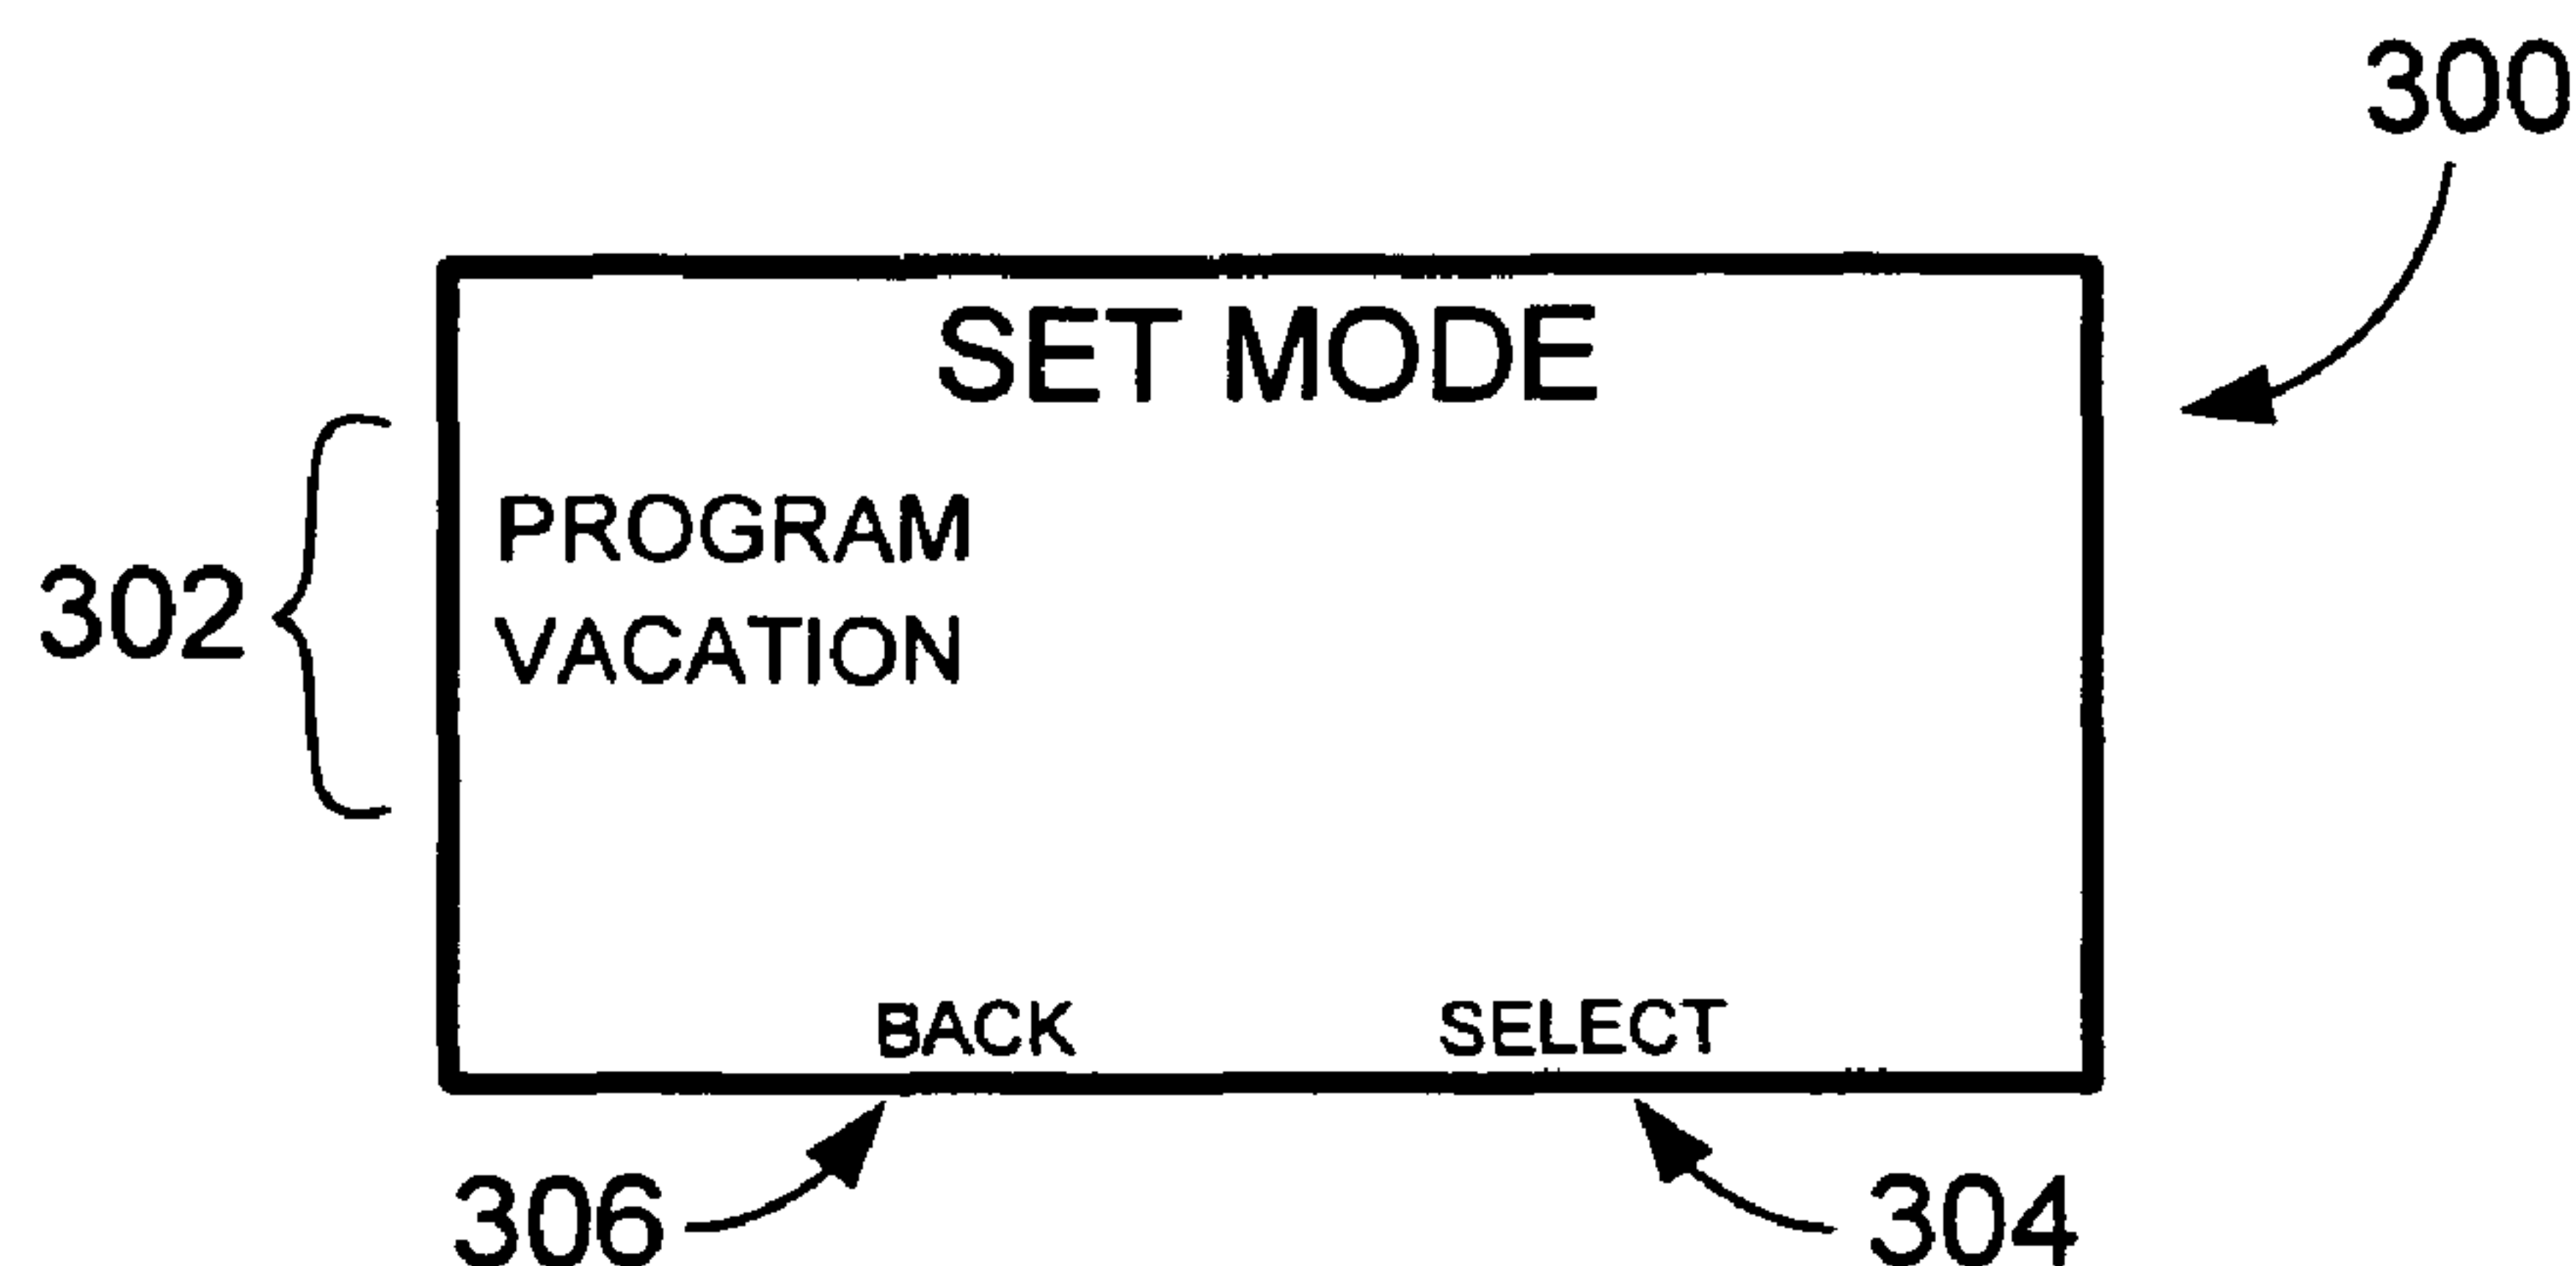 300
SET MODE
PROGRAM
302
VACATION
BACK SELECT
306 304